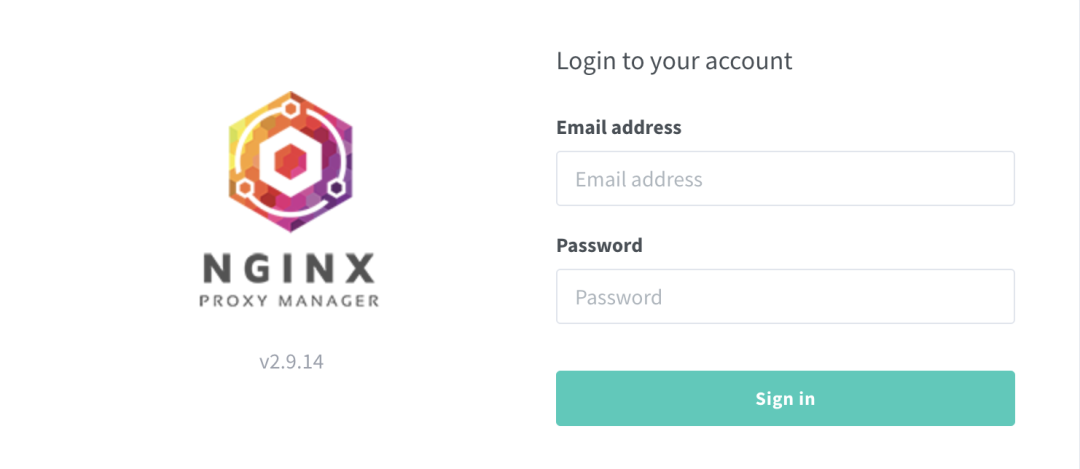 NGINX
PROXY MANAGER
v2.9.14
Login to your account
Email address
Email address
Password
Password
Sign in